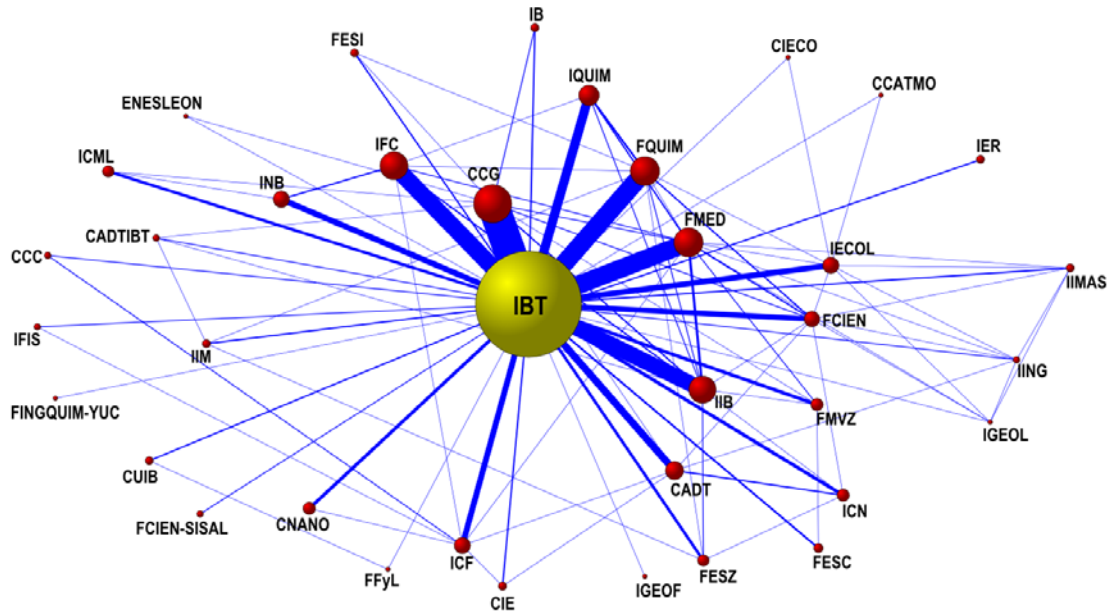 IB
FESI
CIECO
IQUIM
CCATMO
ENESLEON
IFC
FQUIM
IER
ICML
CCG
INB
FMED
CADTIBT
IECOL
CCC
IIMAS
IBT
FCIEN
IFIS
IIM
IING
IIB
FINGQUIM-YUC
FMVZ
IGEOL
CUIB
CADT
FCIEN-SISAL
CNANO
ICN
ICF
FESC
FFyL
FESZ
IGEOF
CIE